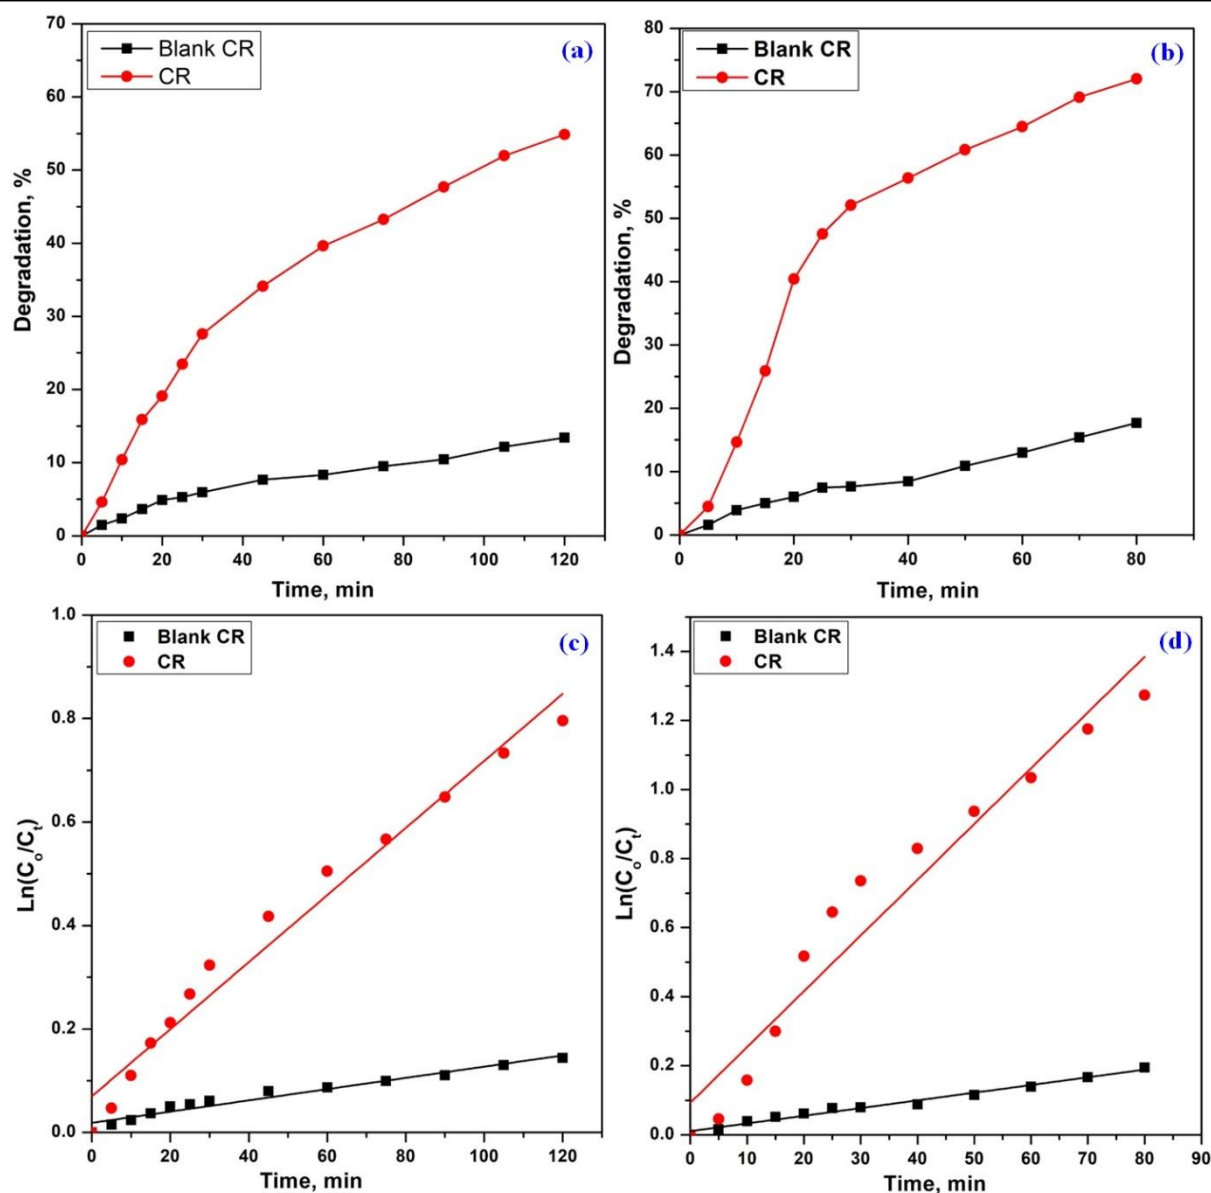 Blank CR
CR
(a)
70
60
50
40
30
20
10
0
Degradation, %
0 20 40 60 80 100 120
Time, min
Blank CR
CR
(b)
80
70
60
50
40
30
20
10
0
Degradation, %
0 20 40 60 80
Time, min
Blank CR
CR
(c)
1.0
0.8
0.6
0.4
0.2
0.0
Ln(C₀/Cₜ)
0 20 40 60 80 100 120
Time, min
Blank CR
CR
(d)
1.4
1.2
1.0
0.8
0.6
0.4
0.2
0.0
Ln(C₀/Cₜ)
0 10 20 30 40 50 60 70 80 90
Time, min